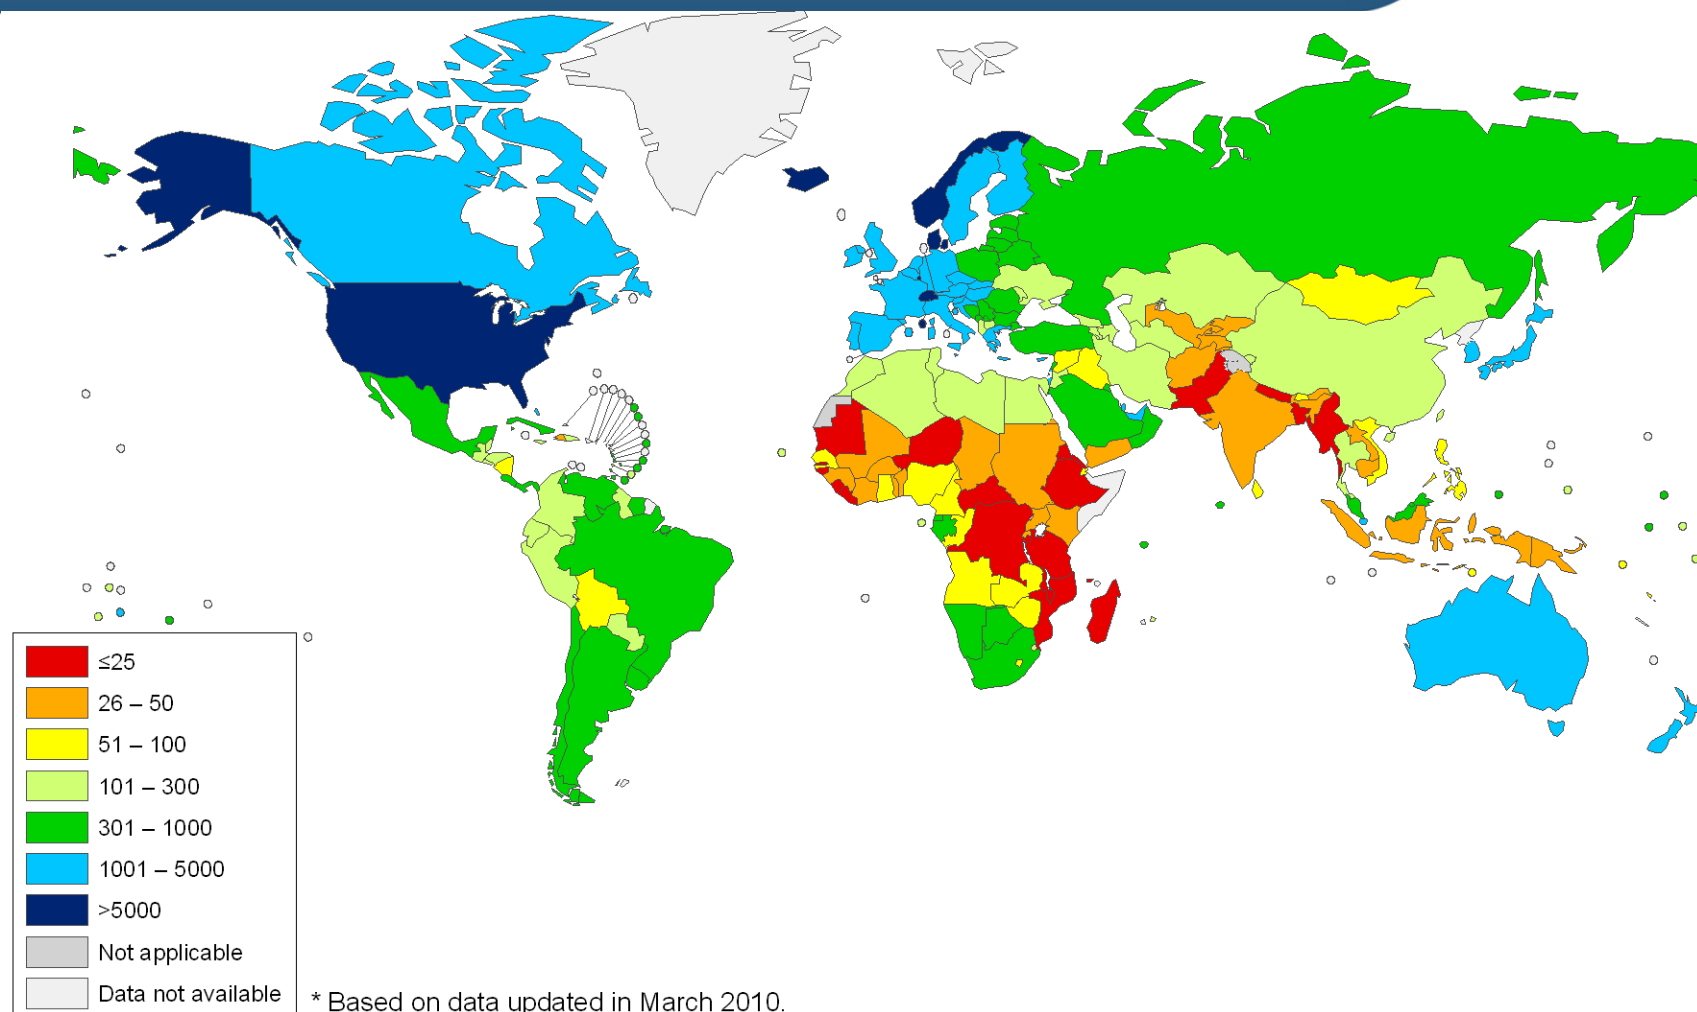 ≤25
26 – 50
51 – 100
101 – 300
301 – 1000
1001 – 5000
>5000
Not applicable
Data not available
* Based on data updated in March 2010.